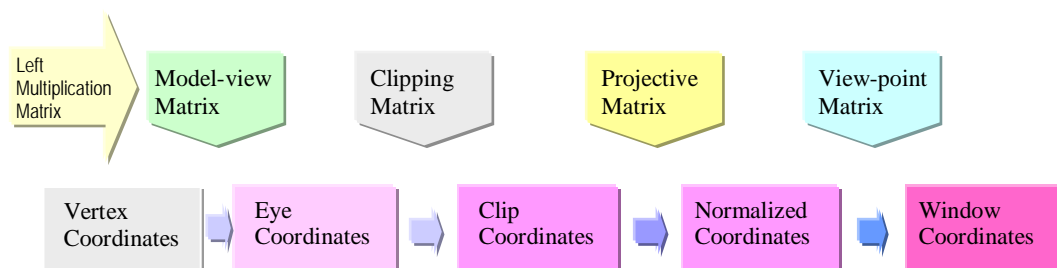 Left
Multiplication
Matrix
Model-view
Matrix
Clipping
Matrix
Projective
Matrix
View-point
Matrix
Vertex
Coordinates
Eye
Coordinates
Clip
Coordinates
Normalized
Coordinates
Window
Coordinates